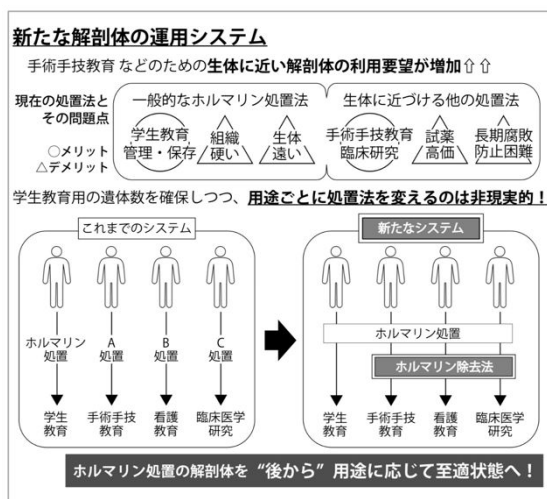 新たな解剖体の運用システム
手術手技教育などのための生体に近い解剖体の利用要望が増加⇧⇧
現在の処置法と
その問題点
○メリット
△デメリット
一般的なホルマリン処置法
学生教育
管理・保存
組織
硬い
生体
遠い
生体に近づける他の処置法
手術手技教育
臨床研究
試薬
高価
長期腐敗
防止困難
学生教育用の遺体数を確保しつつ、用途ごとに処置法を変えるのは非現実的！
これまでのシステム
ホルマリン
処置
A
処置
B
処置
C
処置
学生
教育
手術手技
教育
看護
教育
臨床医学
研究
新たなシステム
ホルマリン処置
ホルマリン除去法
学生
教育
手術手技
教育
看護
教育
臨床医学
研究
ホルマリン処置の解剖体を“後から”用途に応じて至適状態へ！